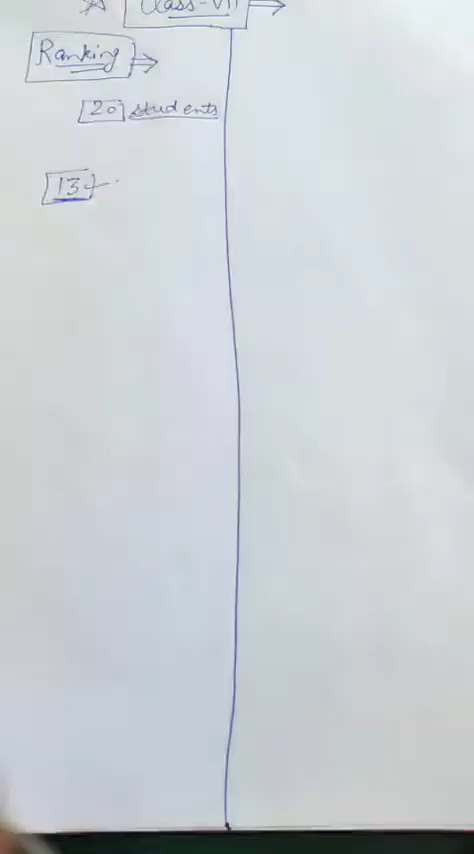 ☆ Class-VII →
Ranking →
20 students
13